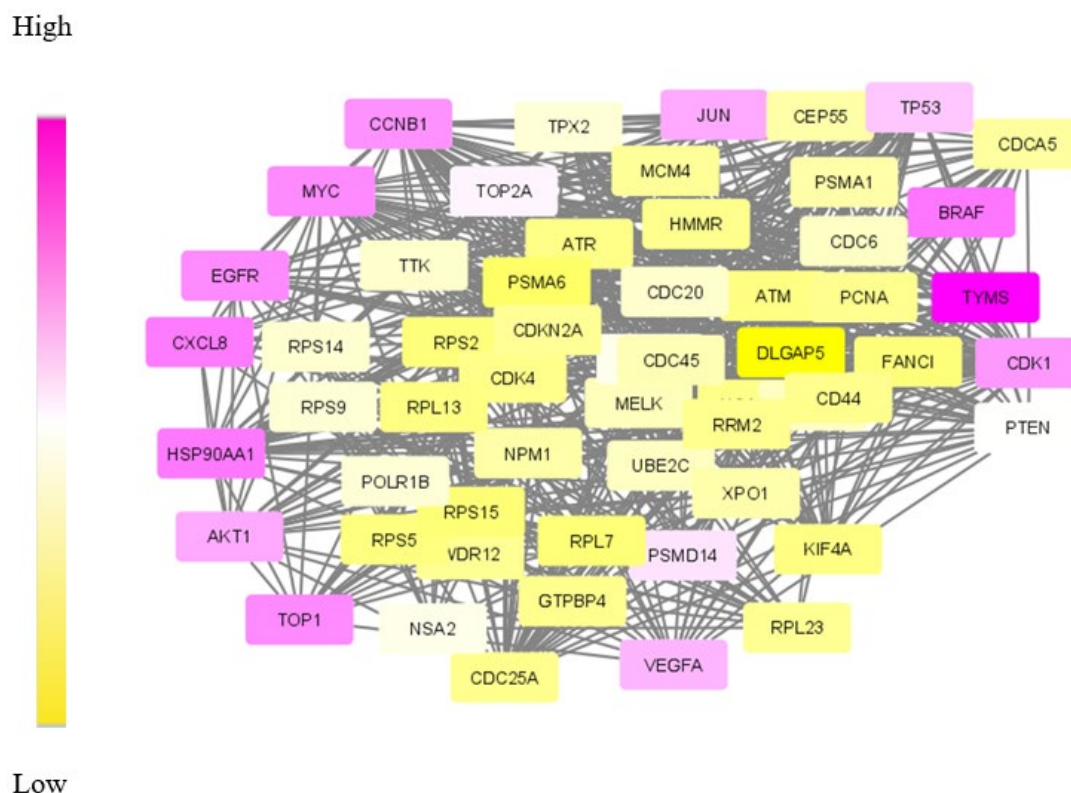 High
CCNB1
TPX2
JUN
CEP55
TP53
CDCA5
MCM4
PSMA1
MYC
TOP2A
BRAF
HMMR
CDC6
ATR
TTK
EGFR
PSMA6
CDC20
ATM
PCNA
TYMS
CDKN2A
CXCL8
RPS14
RPS2
CDC45
DLGAP5
FANCI
CDK1
CDK4
RPS9
RPL13
MELK
CD44
RRM2
PTEN
HSP90AA1
NPM1
UBE2C
POLR1B
XPO1
RPS15
AKT1
RPS5
WDR12
RPL7
PSMD14
KIF4A
GTPBP4
TOP1
NSA2
RPL23
VEGFA
CDC25A
Low